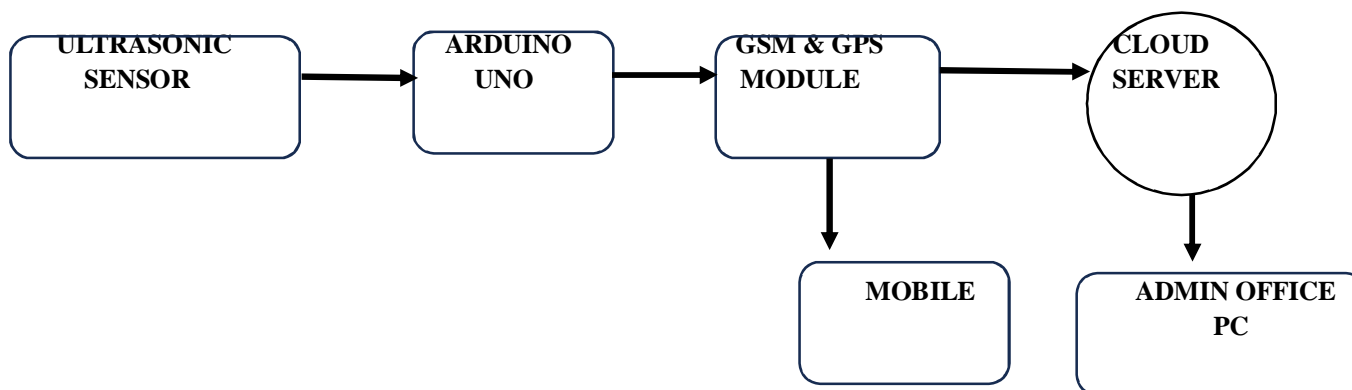 ULTRASONIC
SENSOR
ARDUINO
UNO
GSM & GPS
MODULE
CLOUD
SERVER
MOBILE
ADMIN OFFICE
PC